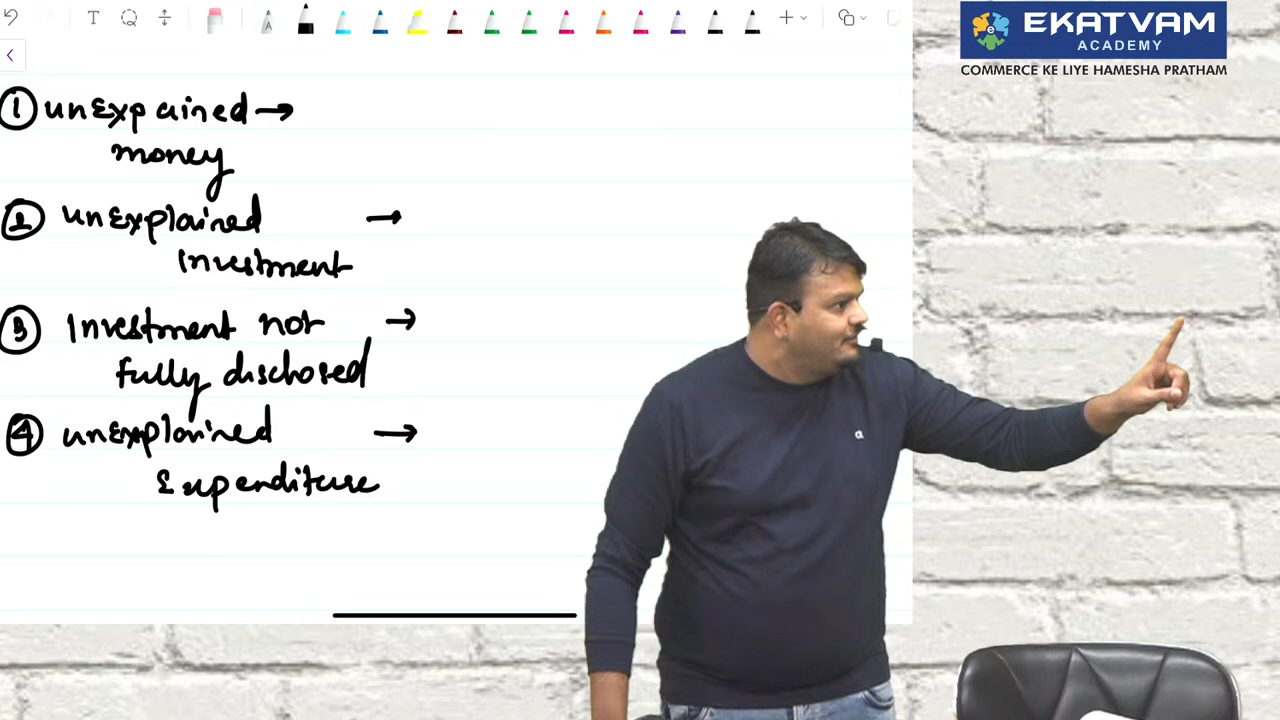 EKATVAM
ACADEMY
COMMERCE KE LIYE HAMESHA PRATHAM
① unExpained →
money
② unExplained →
Investment
③ Investment not →
fully disclosed
④ unExplained →
Expenditure